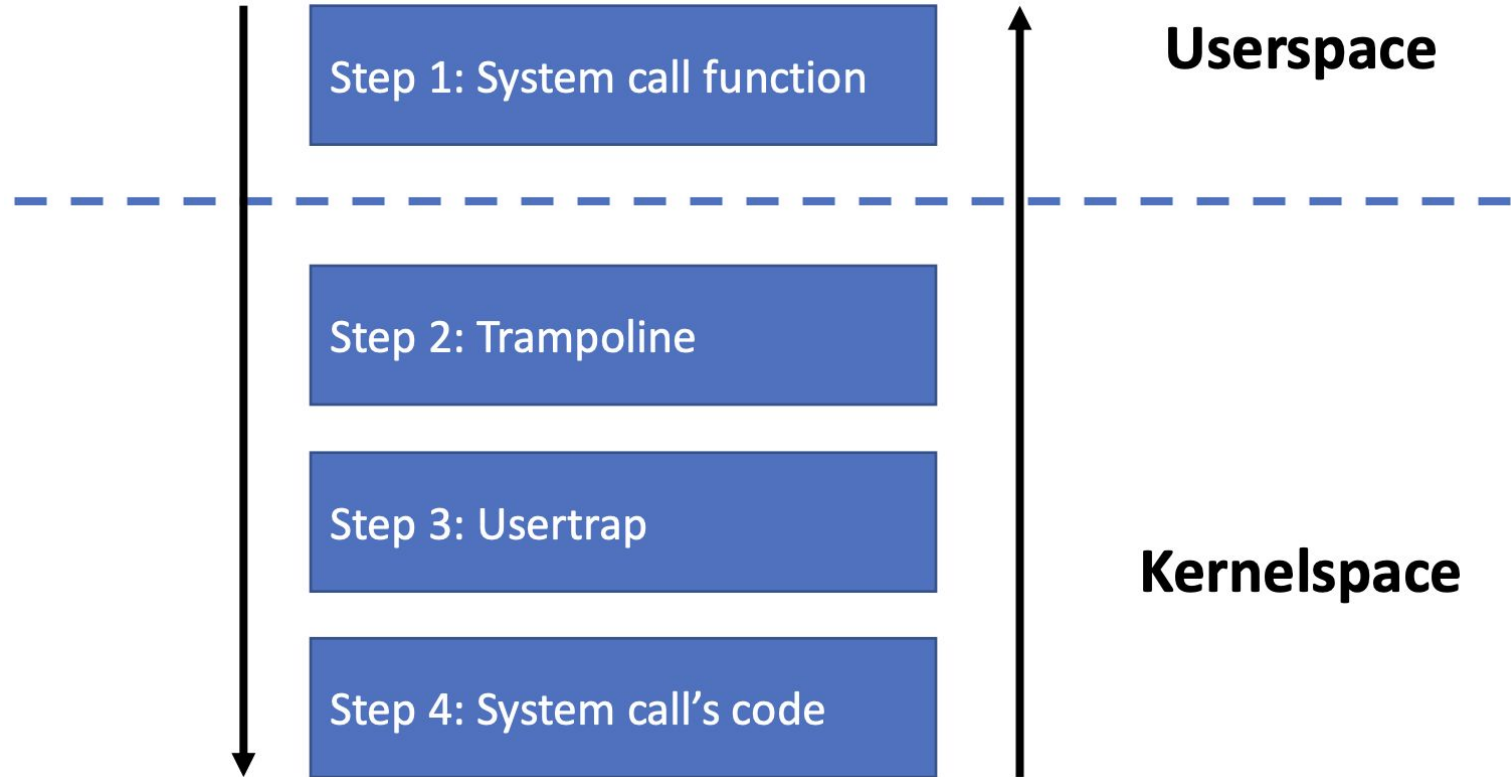 Userspace
Step 1: System call function
Step 2: Trampoline
Step 3: Usertrap
Kernelspace
Step 4: System call’s code